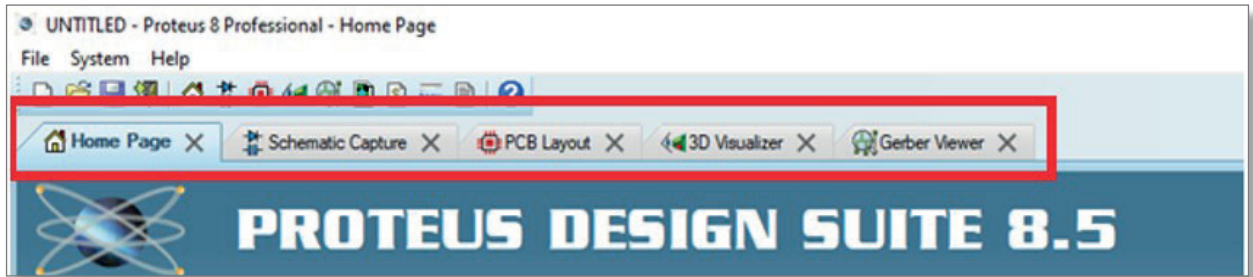 UNTITLED - Proteus 8 Professional - Home Page
File System Help
Home Page Schematic Capture PCB Layout 3D Visualizer Gerber Viewer
PROTEUS DESIGN SUITE 8.5